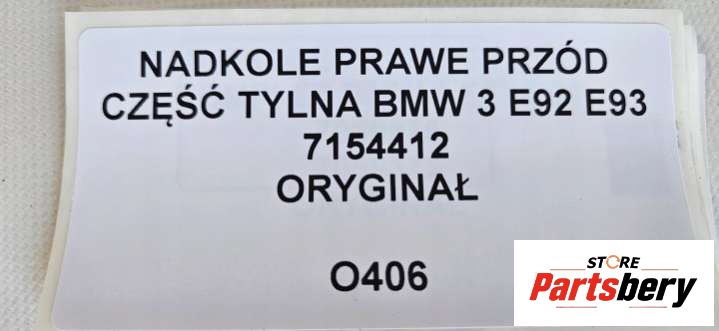 NADKOLE PRAWE PRZÓD
CZĘŚĆ TYLNA BMW 3 E92 E93
7154412
ORYGINAŁ
O406
STORE
Partsbery